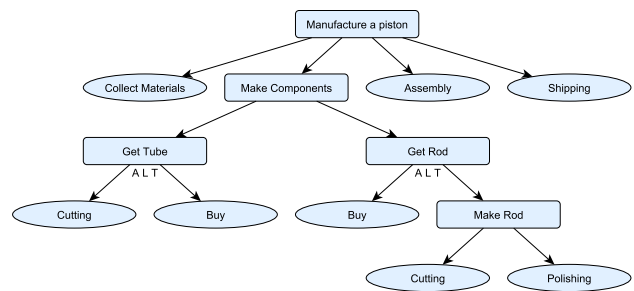 Manufacture a piston
Collect Materials
Make Components
Assembly
Shipping
Get Tube
Get Rod
A L T
A L T
Cutting
Buy
Buy
Make Rod
Cutting
Polishing